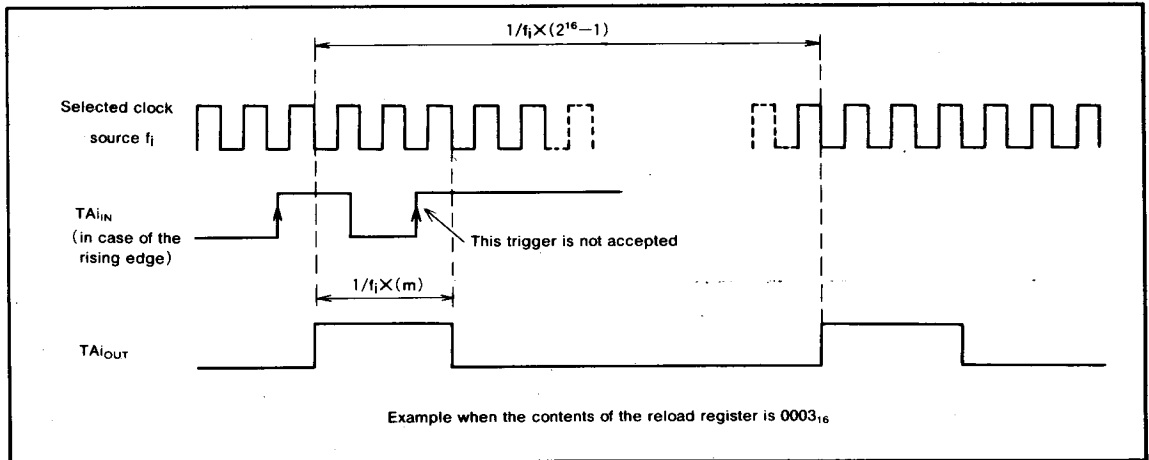 1/fᵢ×(2¹⁶−1)
Selected clock
source fᵢ
TAiIN
(in case of the
rising edge)
This trigger is not accepted
1/fᵢ×(m)
TAiOUT
Example when the contents of the reload register is 0003₁₆